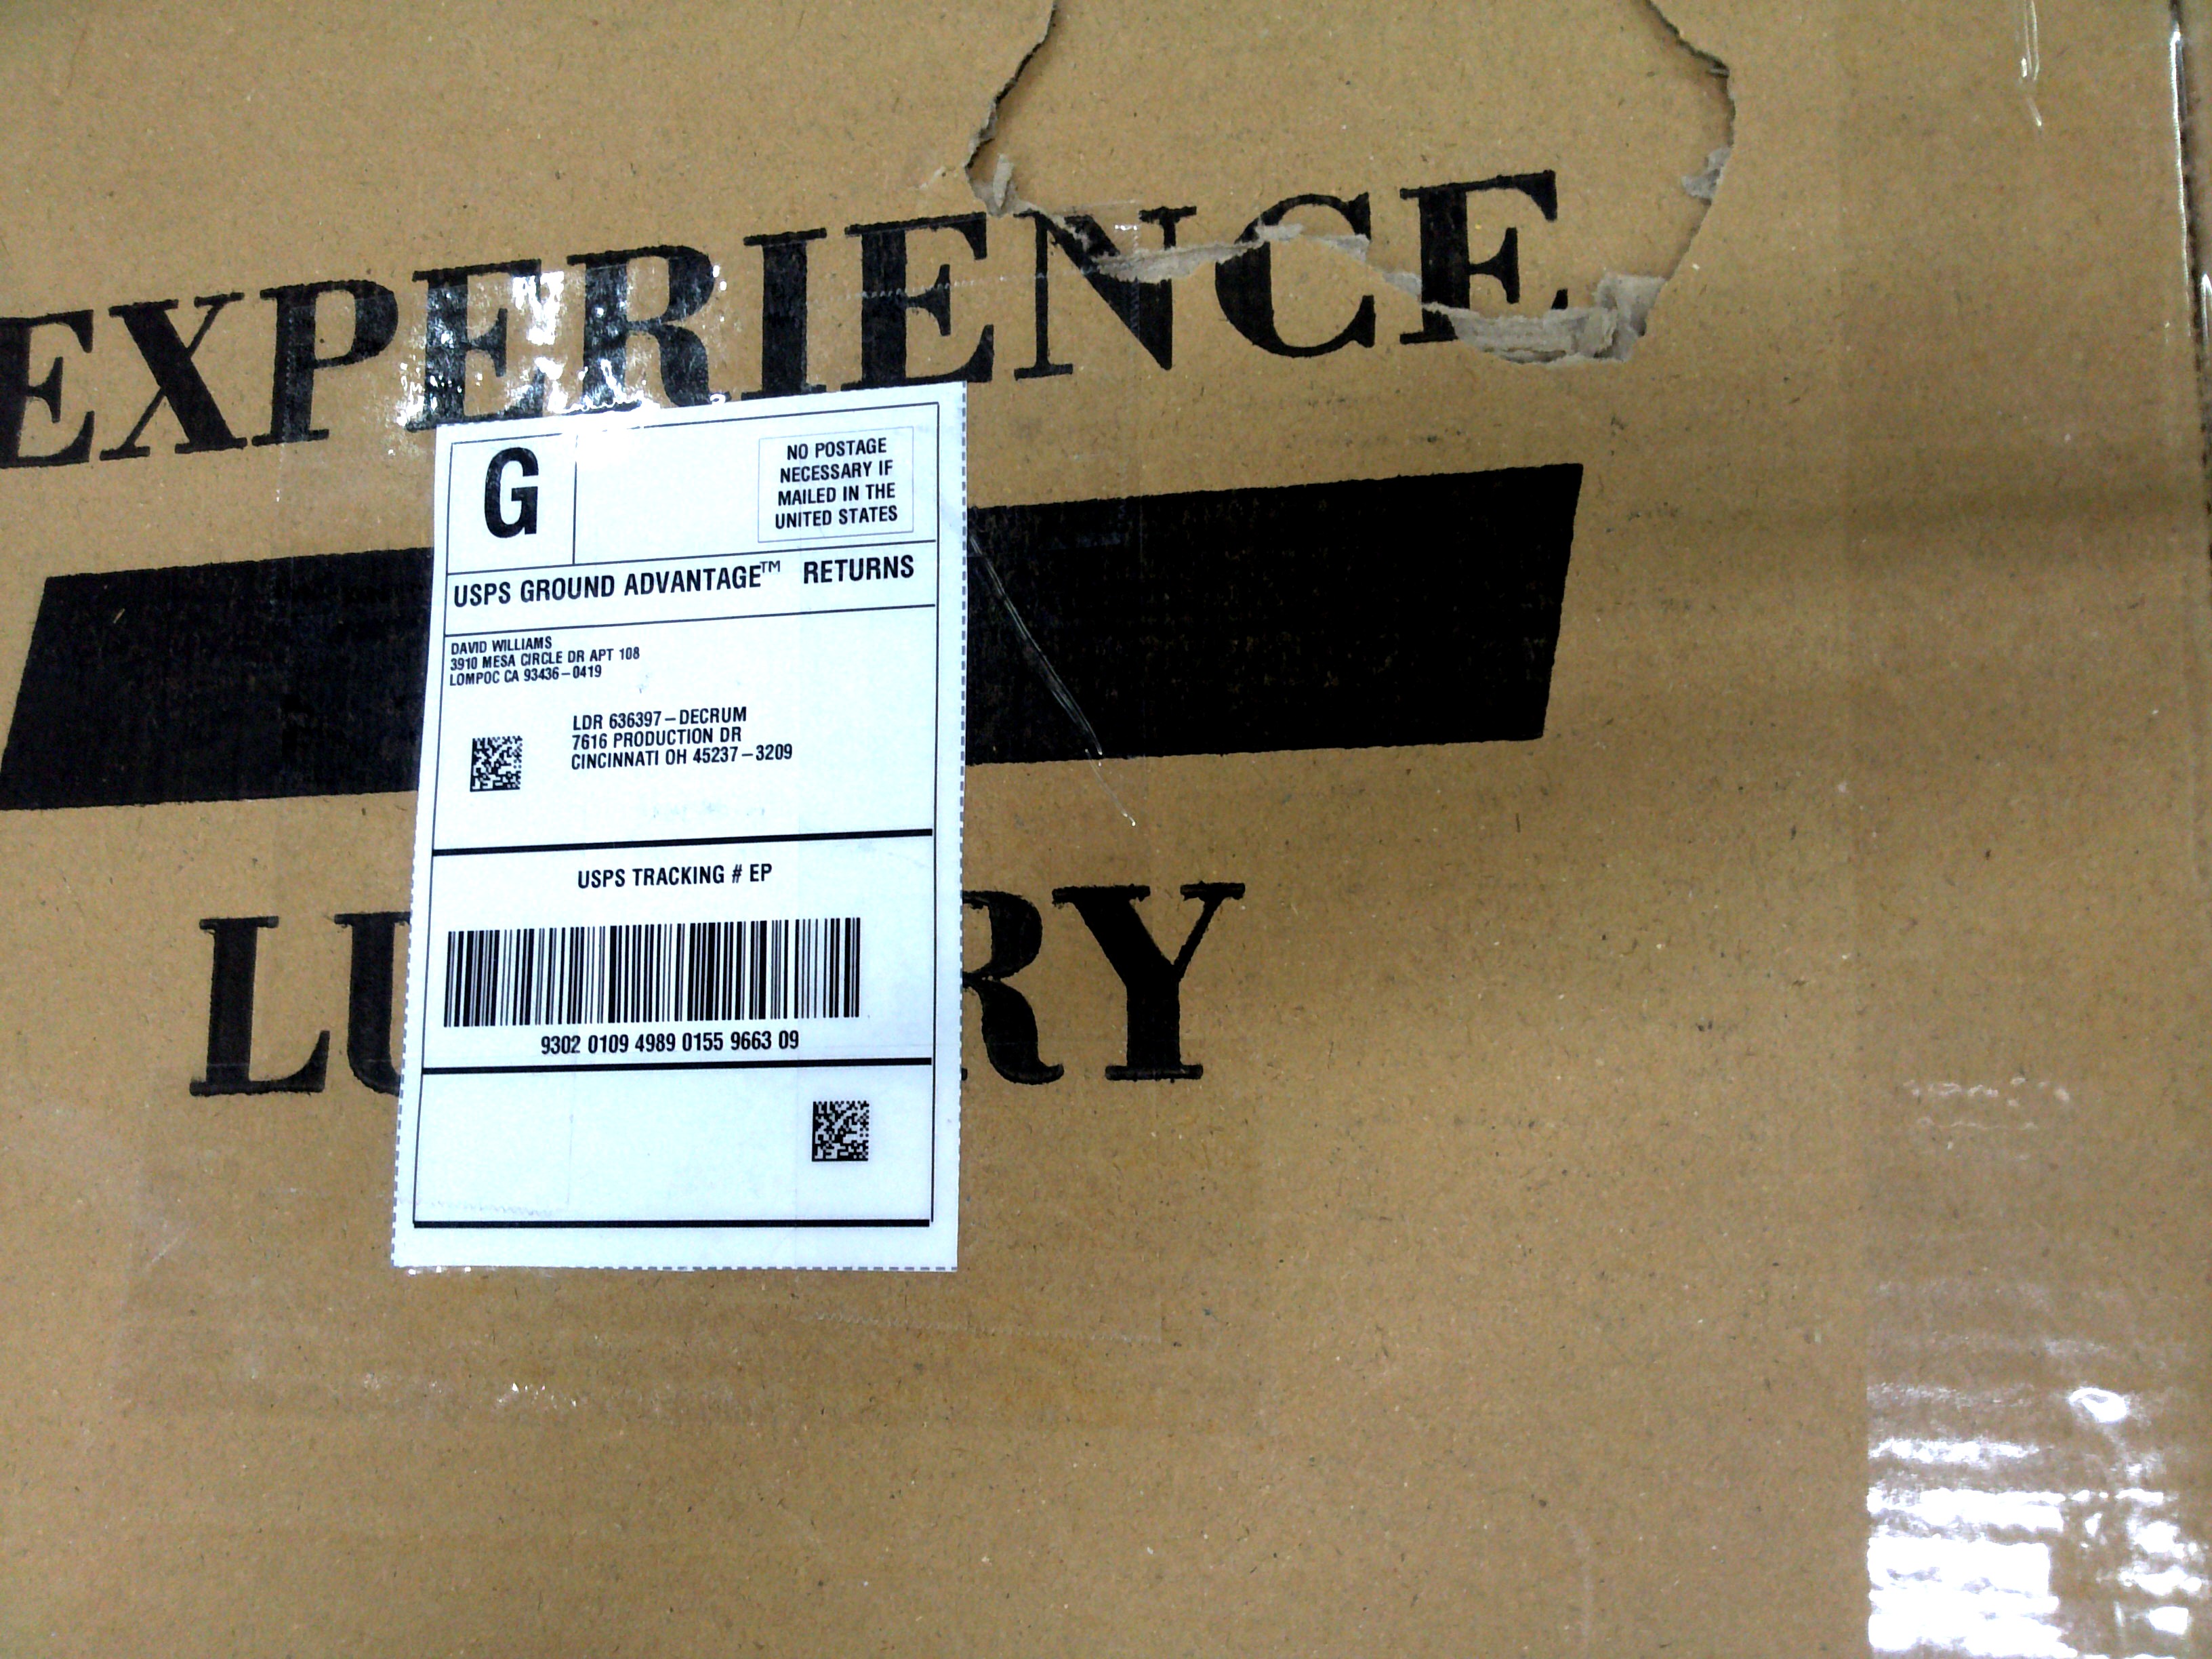 EXPERIENCE
G
NO POSTAGE
NECESSARY IF
MAILED IN THE
UNITED STATES
USPS GROUND ADVANTAGE™ RETURNS
DAVID WILLIAMS
3910 MESA CIRCLE DR APT 108
LOMPOC CA 93436-0419
LDR 636397-DECRUM
7616 PRODUCTION DR
CINCINNATI OH 45237-3209
USPS TRACKING # EP
9302 0109 4989 0155 9663 09
LU RY